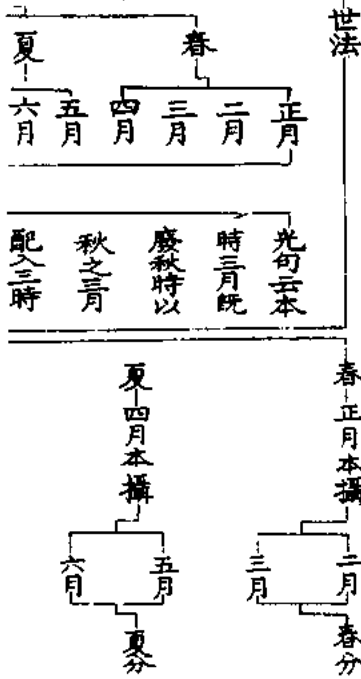 世法
春
正月
二月
三月
四月
夏
五月
六月
光句云本
時三月既
廢秋時以
秋之三月
配入三時
春
正月本攝
二月
三月
春分
夏
四月本攝
五月
六月
夏分